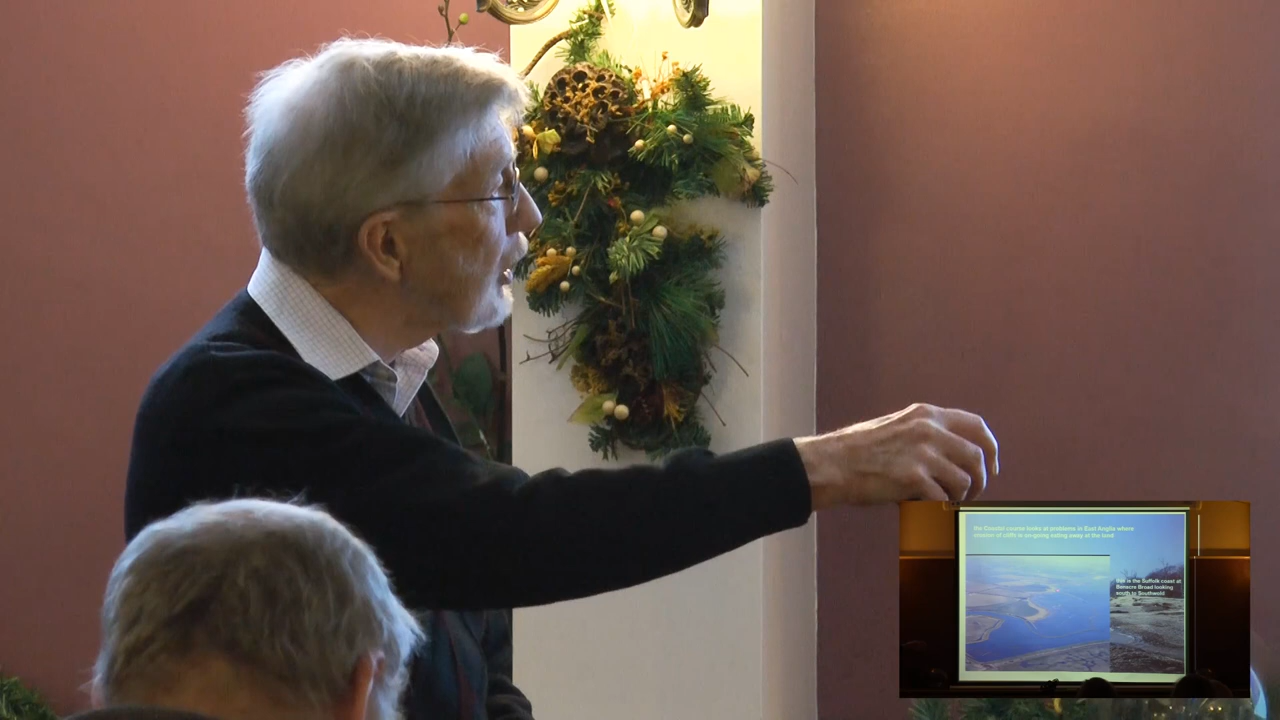 the Coastal course looks at problems in East Anglia where
erosion of cliffs is on-going eating away at the land
this is the Suffolk coast at
Benacre Broad looking
south to Southwold